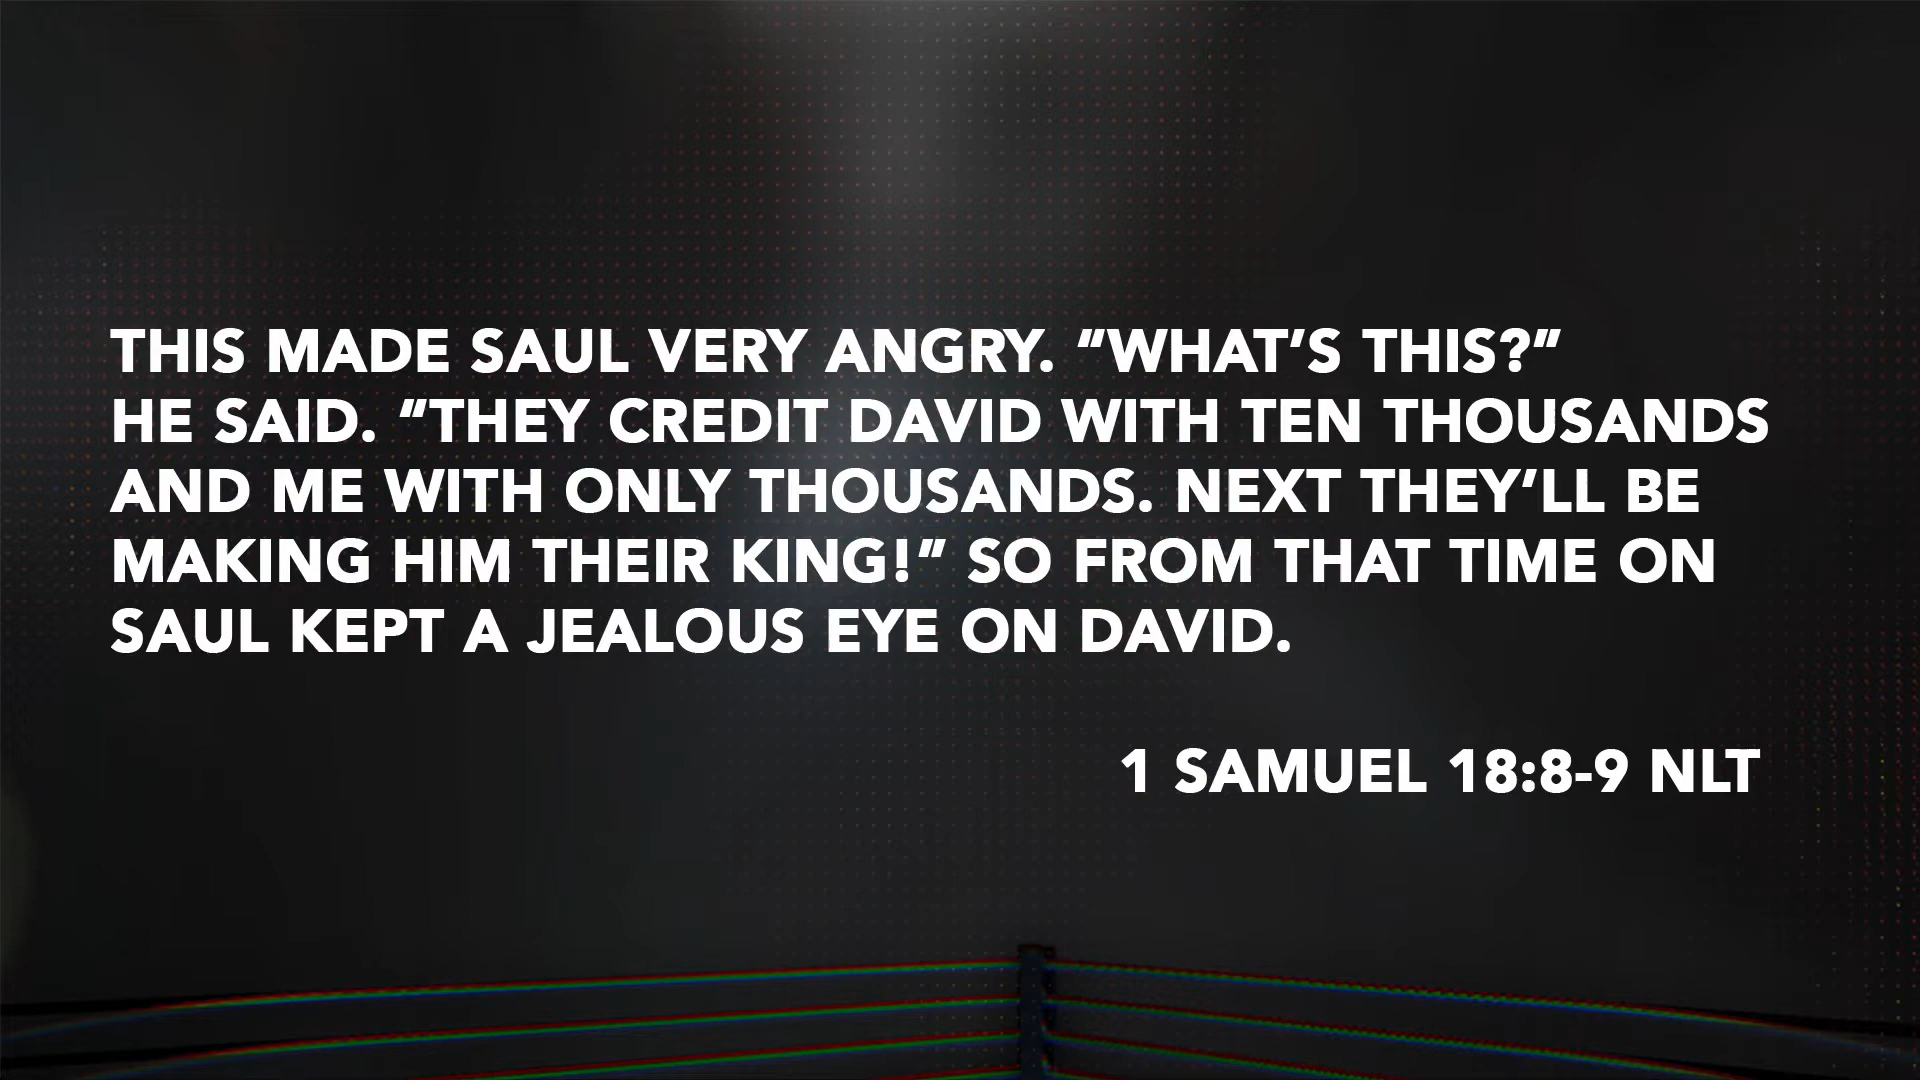 THIS MADE SAUL VERY ANGRY. “WHAT’S THIS?”
HE SAID. “THEY CREDIT DAVID WITH TEN THOUSANDS
AND ME WITH ONLY THOUSANDS. NEXT THEY’LL BE
MAKING HIM THEIR KING!” SO FROM THAT TIME ON
SAUL KEPT A JEALOUS EYE ON DAVID.
1 SAMUEL 18:8-9 NLT